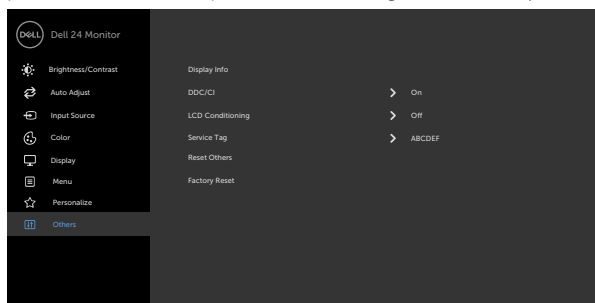 DELL Dell 24 Monitor
Brightness/Contrast Display Info
Auto Adjust DDC/CI On
Input Source LCD Conditioning Off
Color Service Tag ABCDEF
Display Reset Others
Menu Factory Reset
Personalize
Others